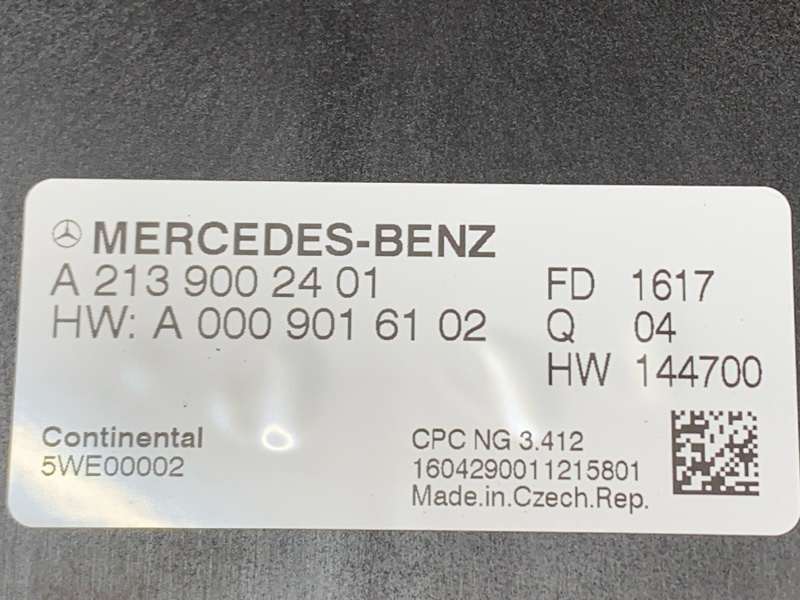 MERCEDES-BENZ
A 213 900 24 01 FD 1617
HW: A 000 901 61 02 Q 04
HW 144700
Continental CPC NG 3.412
5WE00002 1604290011215801
Made.in.Czech.Rep.